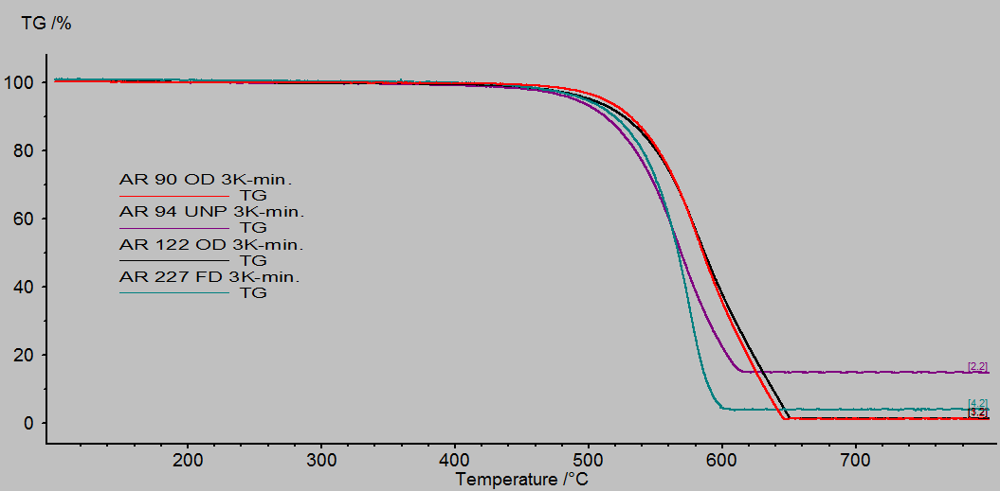 TG /%
100
80
60
40
20
0
AR 90 OD 3K-min.
TG
AR 94 UNP 3K-min.
TG
AR 122 OD 3K-min.
TG
AR 227 FD 3K-min.
TG
[2.2]
[4.2]
[3.2]
200 300 400 500 600 700
Temperature /°C